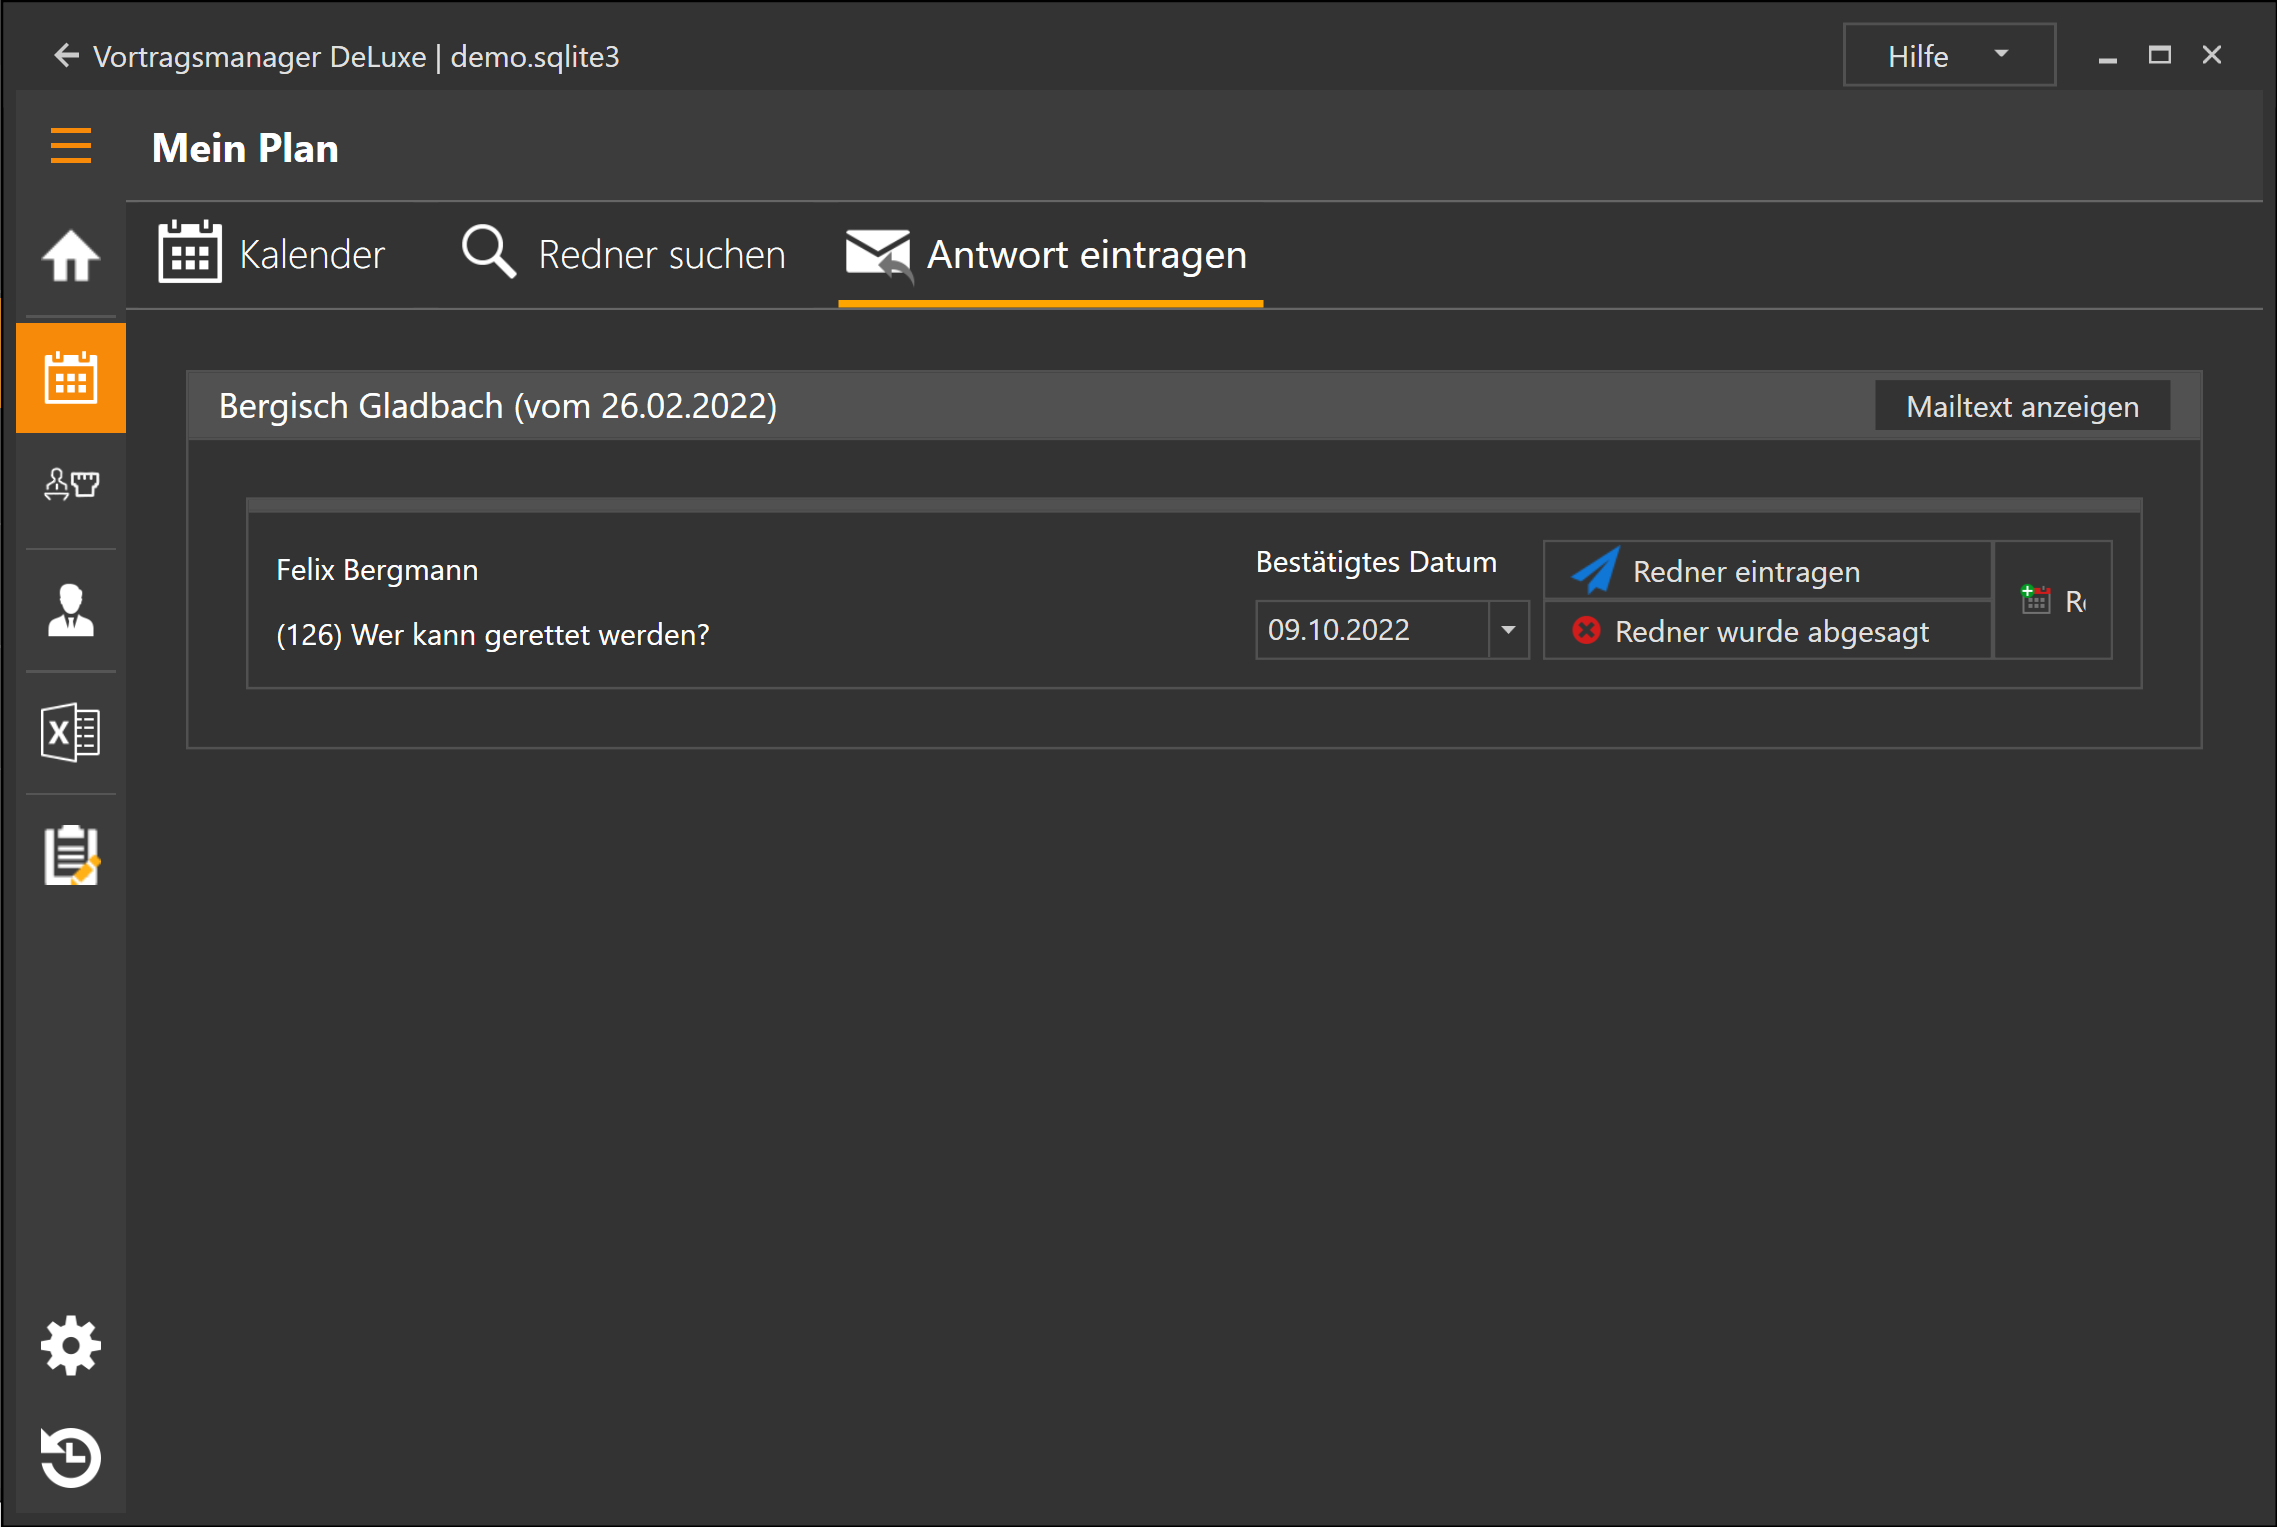 Vortragsmanager DeLuxe | demo.sqlite3
Hilfe
Mein Plan
Kalender
Redner suchen
Antwort eintragen
Bergisch Gladbach (vom 26.02.2022)
Mailtext anzeigen
Felix Bergmann
(126) Wer kann gerettet werden?
Bestätigtes Datum
09.10.2022
Redner eintragen
Redner wurde abgesagt